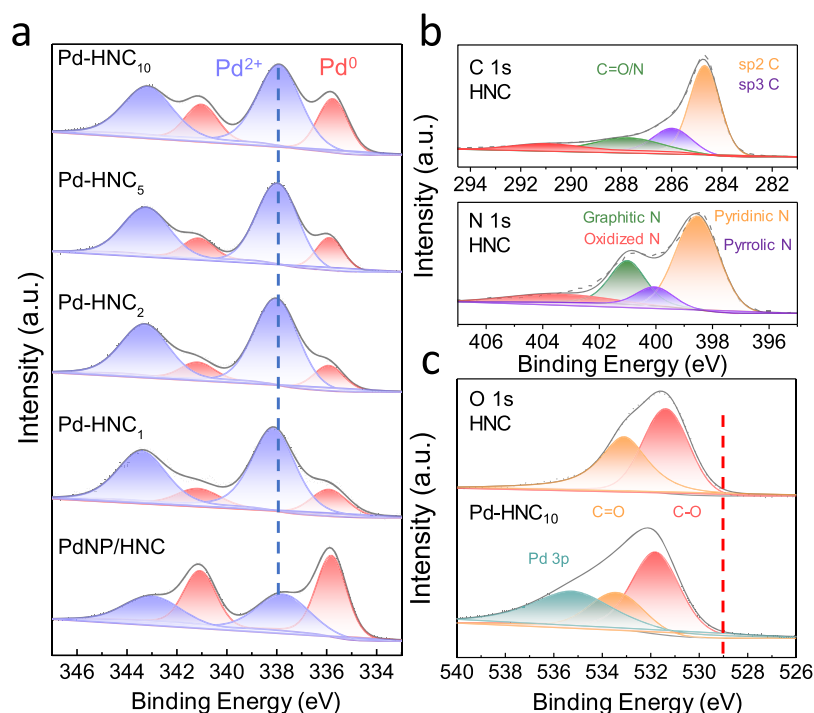 a
Pd-HNC₁₀
Pd²⁺
Pd⁰
Pd-HNC₅
Pd-HNC₂
Pd-HNC₁
PdNP/HNC
Intensity (a.u.)
346 344 342 340 338 336 334
Binding Energy (eV)
b
C 1s
HNC
C=O/N
sp2 C
sp3 C
294 292 290 288 286 284 282
N 1s
HNC
Graphitic N
Oxidized N
Pyridinic N
Pyrrolic N
Intensity (a.u.)
406 404 402 400 398 396
Binding Energy (eV)
c
O 1s
HNC
Pd-HNC₁₀
C=O
C-O
Pd 3p
Intensity (a.u.)
540 538 536 534 532 530 528 526
Binding Energy (eV)